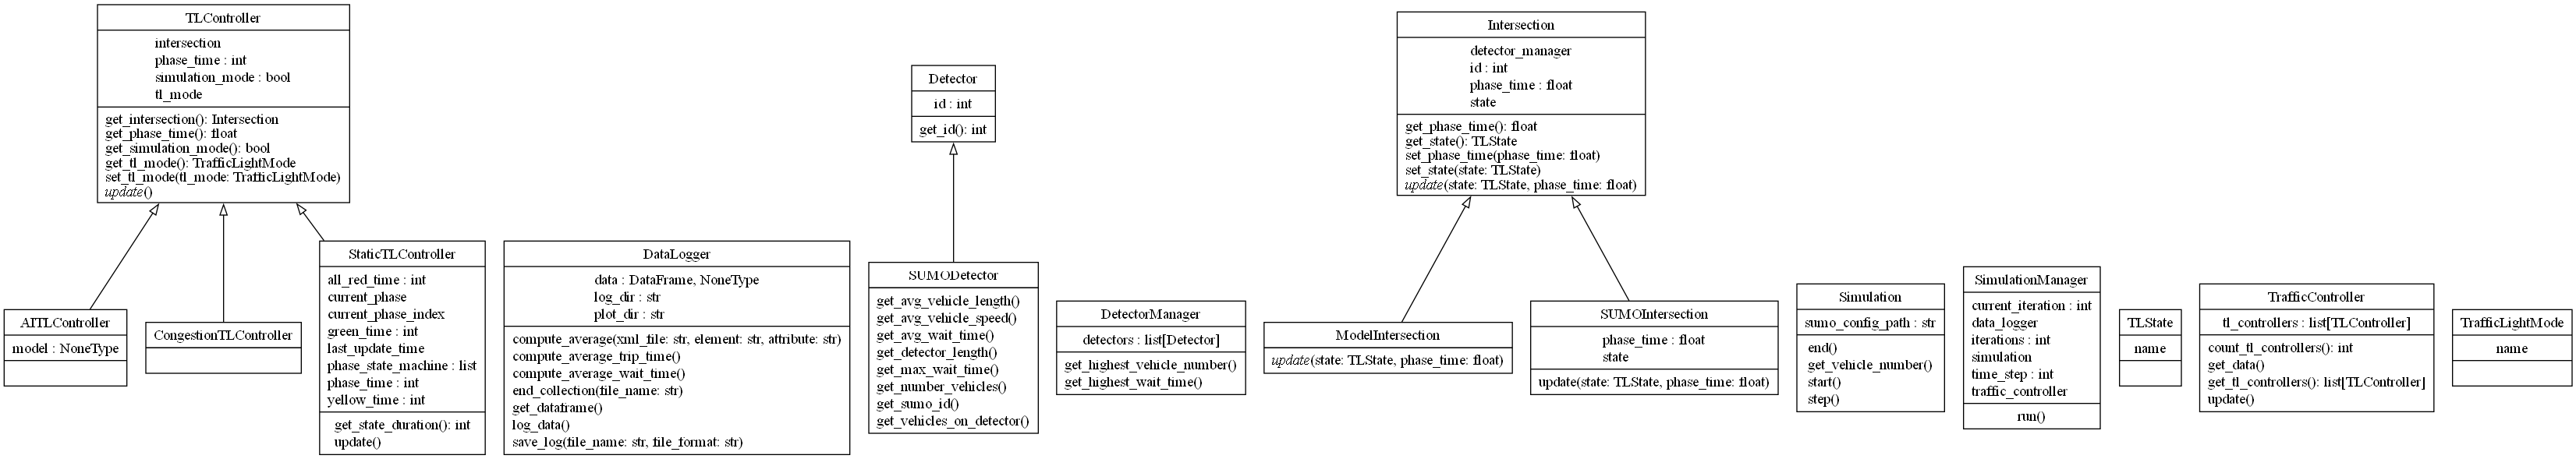 TLController
intersection
phase_time : int
simulation_mode : bool
tl_mode
get_intersection(): Intersection
get_phase_time(): float
get_simulation_mode(): bool
get_tl_mode(): TrafficLightMode
set_tl_mode(tl_mode: TrafficLightMode)
update()
AITLController
model : NoneType
CongestionTLController
StaticTLController
all_red_time : int
current_phase
current_phase_index
green_time : int
last_update_time
phase_state_machine : list
phase_time : int
yellow_time : int
get_state_duration(): int
update()
DataLogger
data : DataFrame, NoneType
log_dir : str
plot_dir : str
compute_average(xml_file: str, element: str, attribute: str)
compute_average_trip_time()
compute_average_wait_time()
end_collection(file_name: str)
get_dataframe()
log_data()
save_log(file_name: str, file_format: str)
Detector
id : int
get_id(): int
SUMODetector
get_avg_vehicle_length()
get_avg_vehicle_speed()
get_avg_wait_time()
get_detector_length()
get_max_wait_time()
get_number_vehicles()
get_sumo_id()
get_vehicles_on_detector()
DetectorManager
detectors : list[Detector]
get_highest_vehicle_number()
get_highest_wait_time()
Intersection
detector_manager
id : int
phase_time : float
state
get_phase_time(): float
get_state(): TLState
set_phase_time(phase_time: float)
set_state(state: TLState)
update(state: TLState, phase_time: float)
ModelIntersection
update(state: TLState, phase_time: float)
SUMOIntersection
phase_time : float
state
update(state: TLState, phase_time: float)
Simulation
sumo_config_path : str
end()
get_vehicle_number()
start()
step()
SimulationManager
current_iteration : int
data_logger
iterations : int
simulation
time_step : int
traffic_controller
run()
TLState
name
TrafficController
tl_controllers : list[TLController]
count_tl_controllers(): int
get_data()
get_tl_controllers(): list[TLController]
update()
TrafficLightMode
name